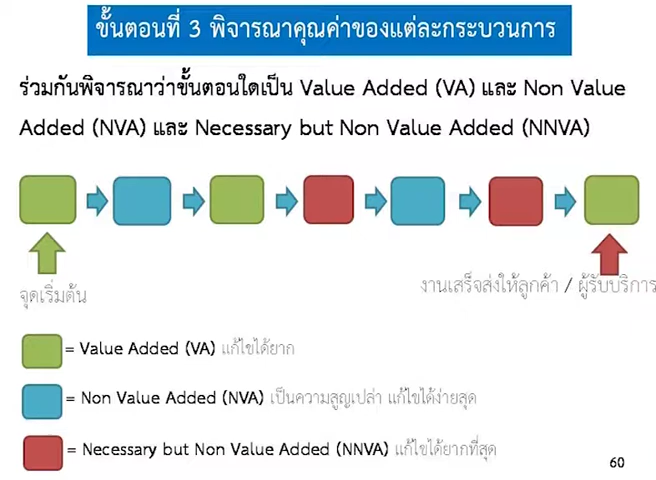 ขั้นตอนที่ 3 พิจารณาคุณค่าของแต่ละกระบวนการ
ร่วมกันพิจารณาว่าขั้นตอนใดเป็น Value Added (VA) และ Non Value
Added (NVA) และ Necessary but Non Value Added (NNVA)
จุดเริ่มต้น
งานเสร็จส่งให้ลูกค้า / ผู้รับบริการ
= Value Added (VA) แก้ไขได้ยาก
= Non Value Added (NVA) เป็นความสูญเปล่า แก้ไขได้ง่ายสุด
= Necessary but Non Value Added (NNVA) แก้ไขได้ยากที่สุด
60